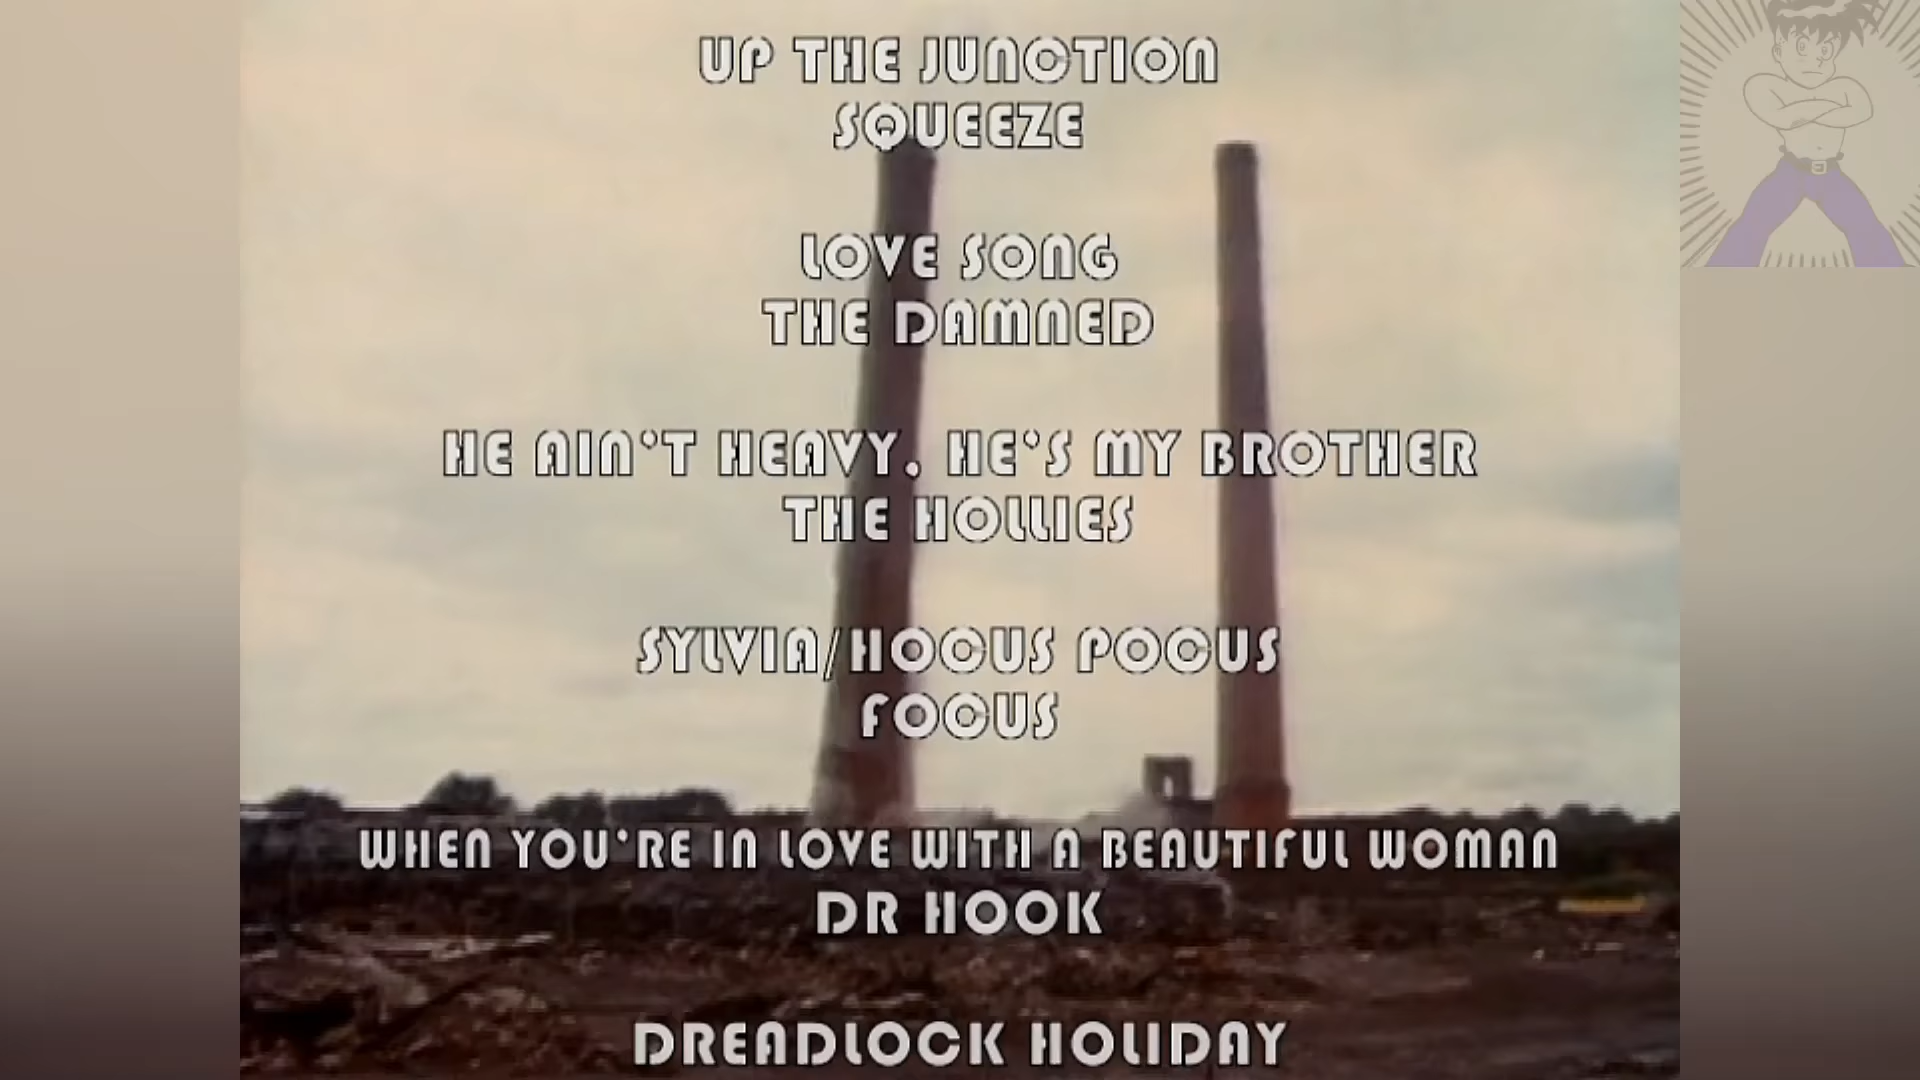 UP THE JUNCTION
SQUEEZE
LOVE SONG
THE DAMNED
HE AIN'T HEAVY, HE'S MY BROTHER
THE HOLLIES
SYLVIA/HOCUS POCUS
FOCUS
WHEN YOU'RE IN LOVE WITH A BEAUTIFUL WOMAN
DR HOOK
DREADLOCK HOLIDAY